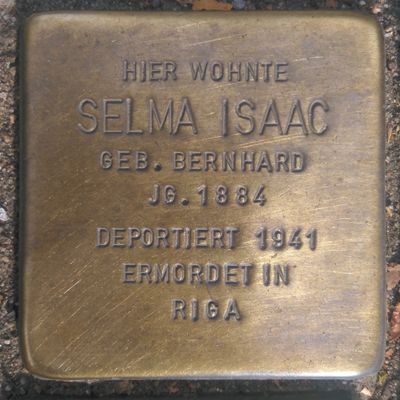 HIER WOHNTE
SELMA ISAAC
GEB. BERNHARD
JG. 1884
DEPORTIERT 1941
ERMORDET IN
RIGA